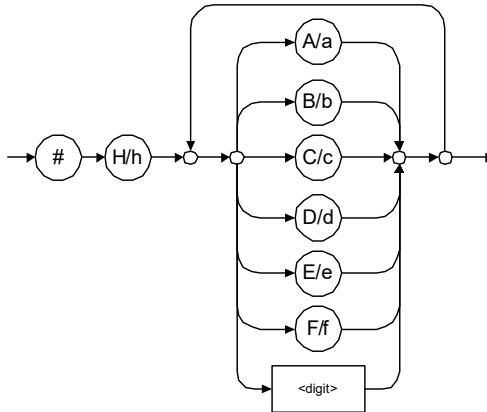 A/a
B/b
# H/h C/c
D/d
E/e
F/f
<digit>